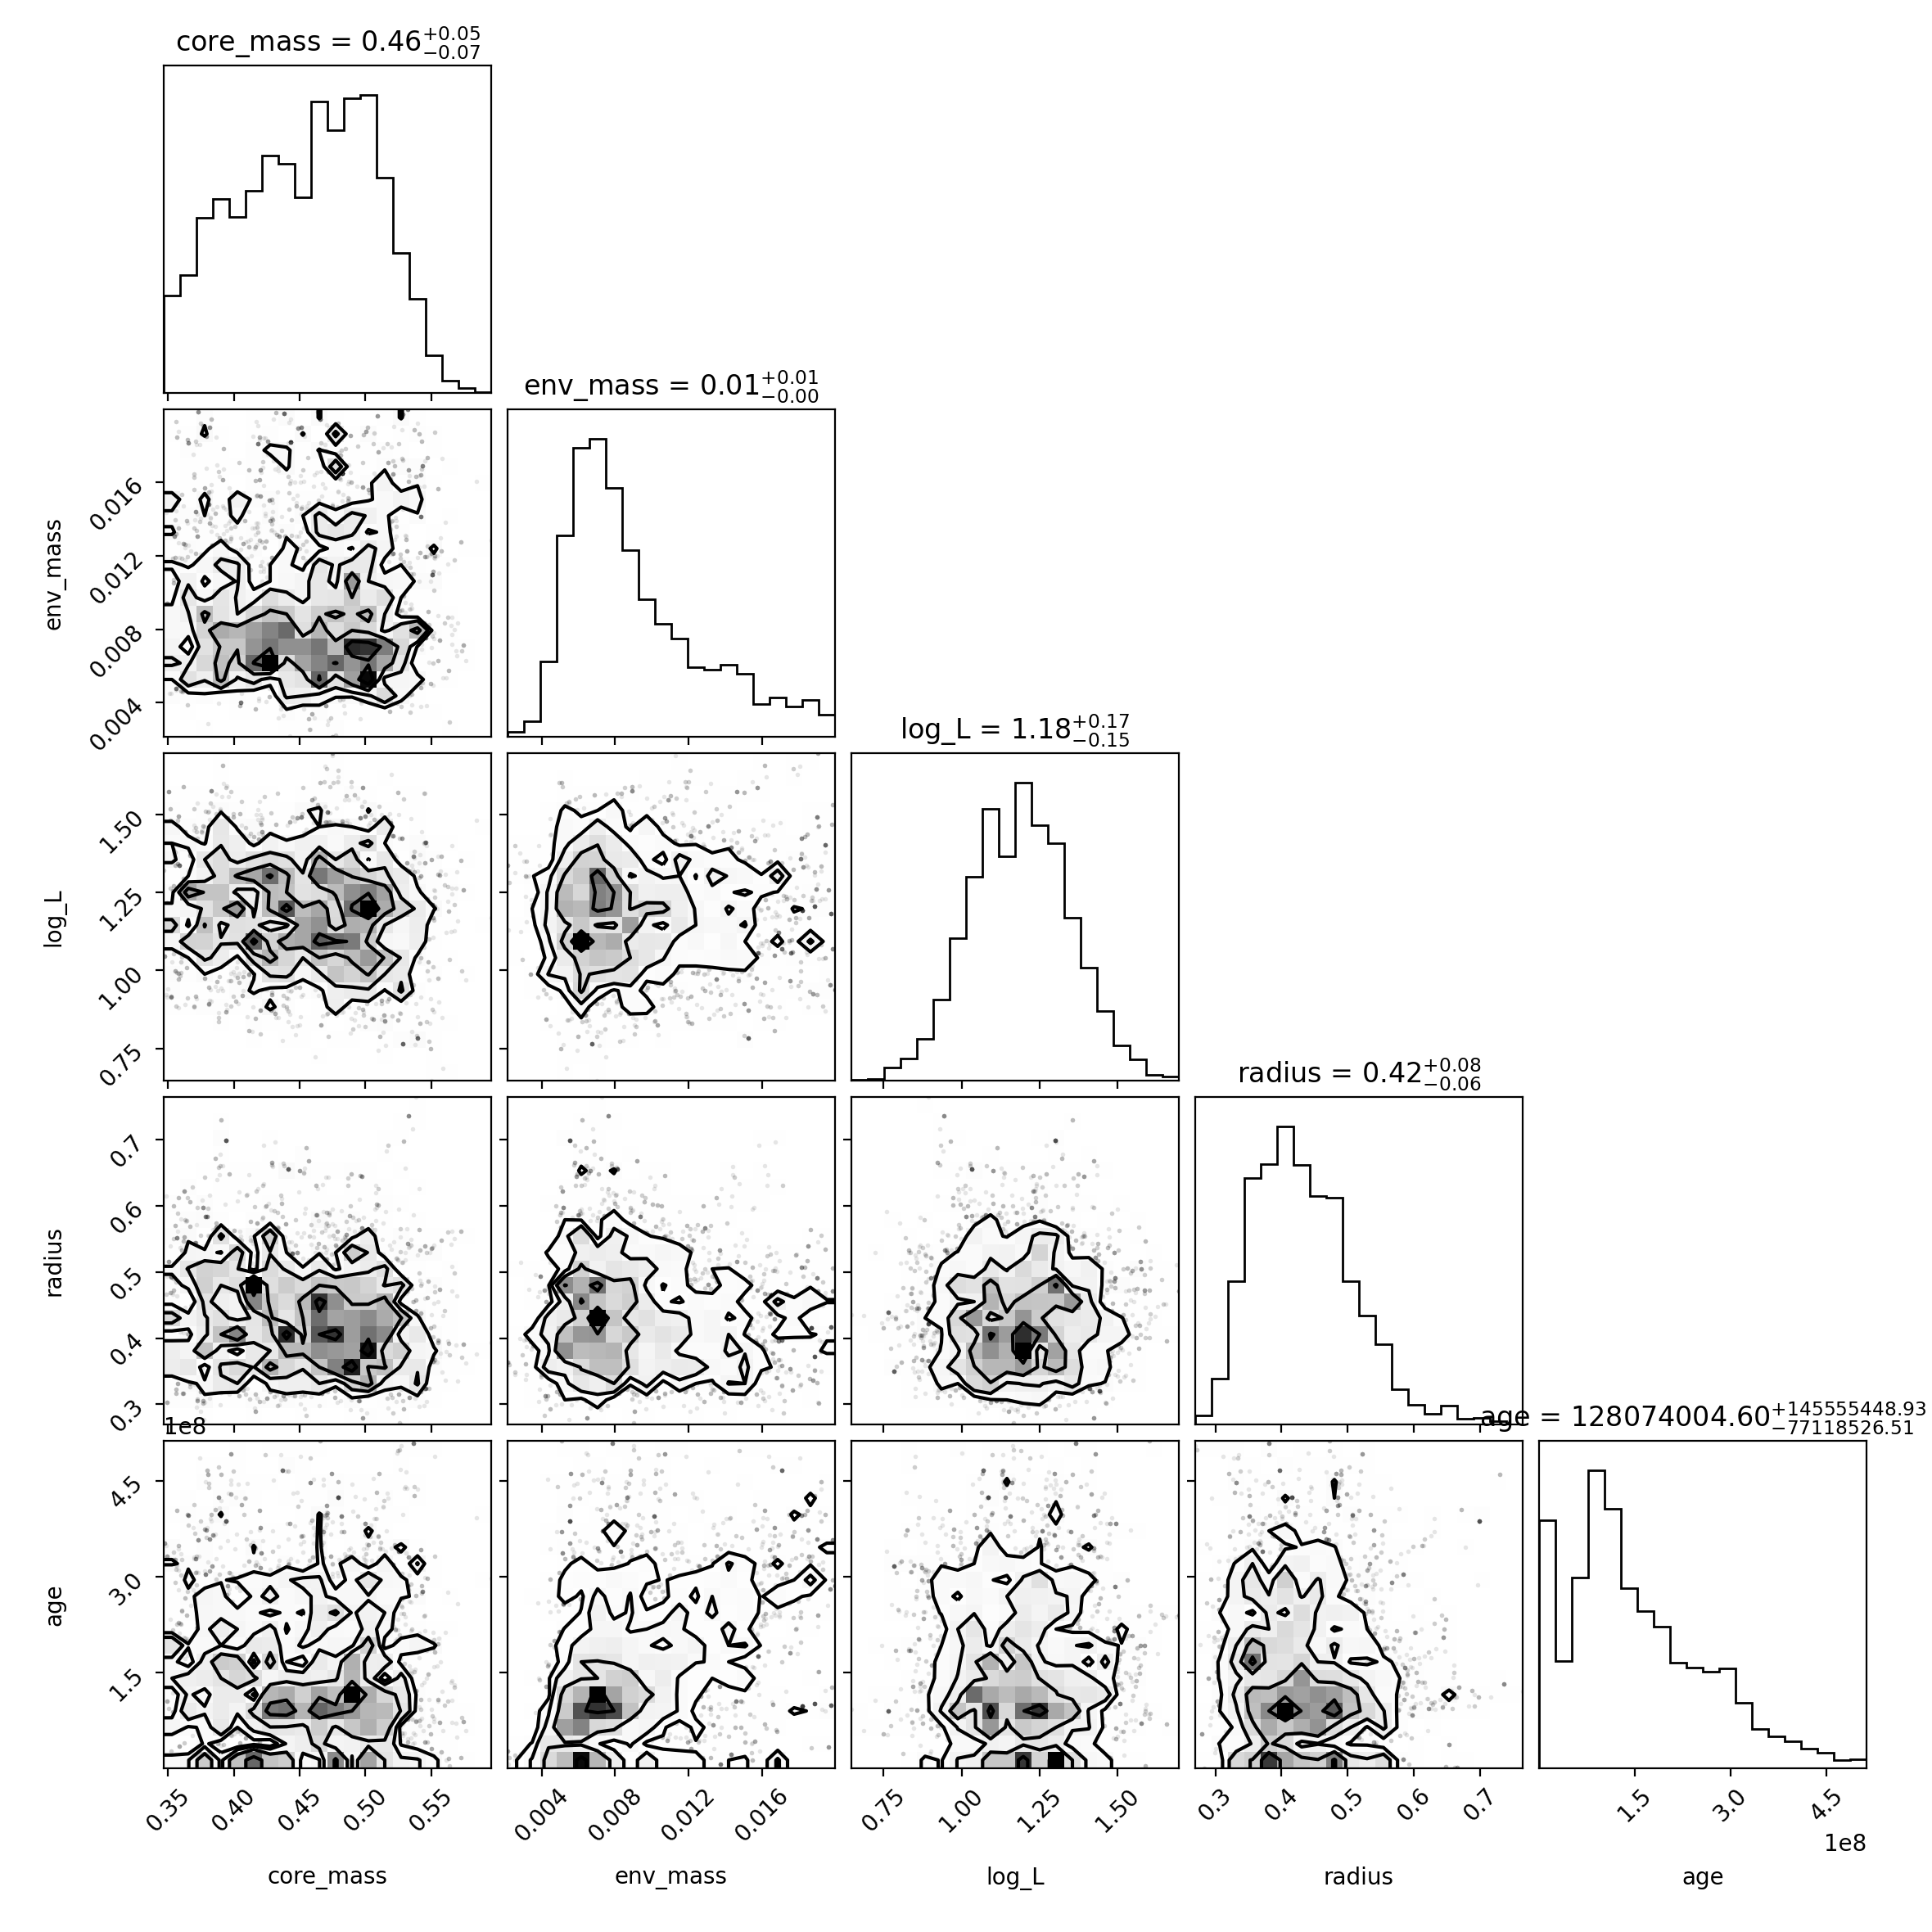 core_mass = 0.46+0.05−0.07
env_mass = 0.01+0.01−0.00
env_mass
0.016
0.012
0.008
0.004
log_L = 1.18+0.17−0.15
log_L
1.50
1.25
1.00
0.75
radius = 0.42+0.08−0.06
radius
0.7
0.6
0.5
0.4
0.3
1e8
age = 128074004.60+145555448.93−77118526.51
age
4.5
3.0
1.5
0.35 0.40 0.45 0.50 0.55 0.004 0.008 0.012 0.016 0.75 1.00 1.25 1.50 0.3 0.4 0.5 0.6 0.7 1.5 3.0 4.5
1e8
core_mass env_mass log_L radius age